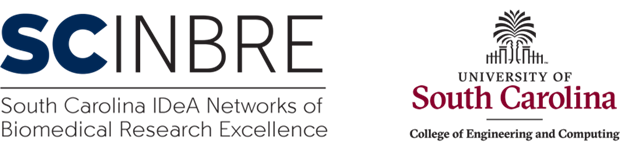 SCINBRE
South Carolina IDeA Networks of
Biomedical Research Excellence
UNIVERSITY OF
South Carolina
College of Engineering and Computing